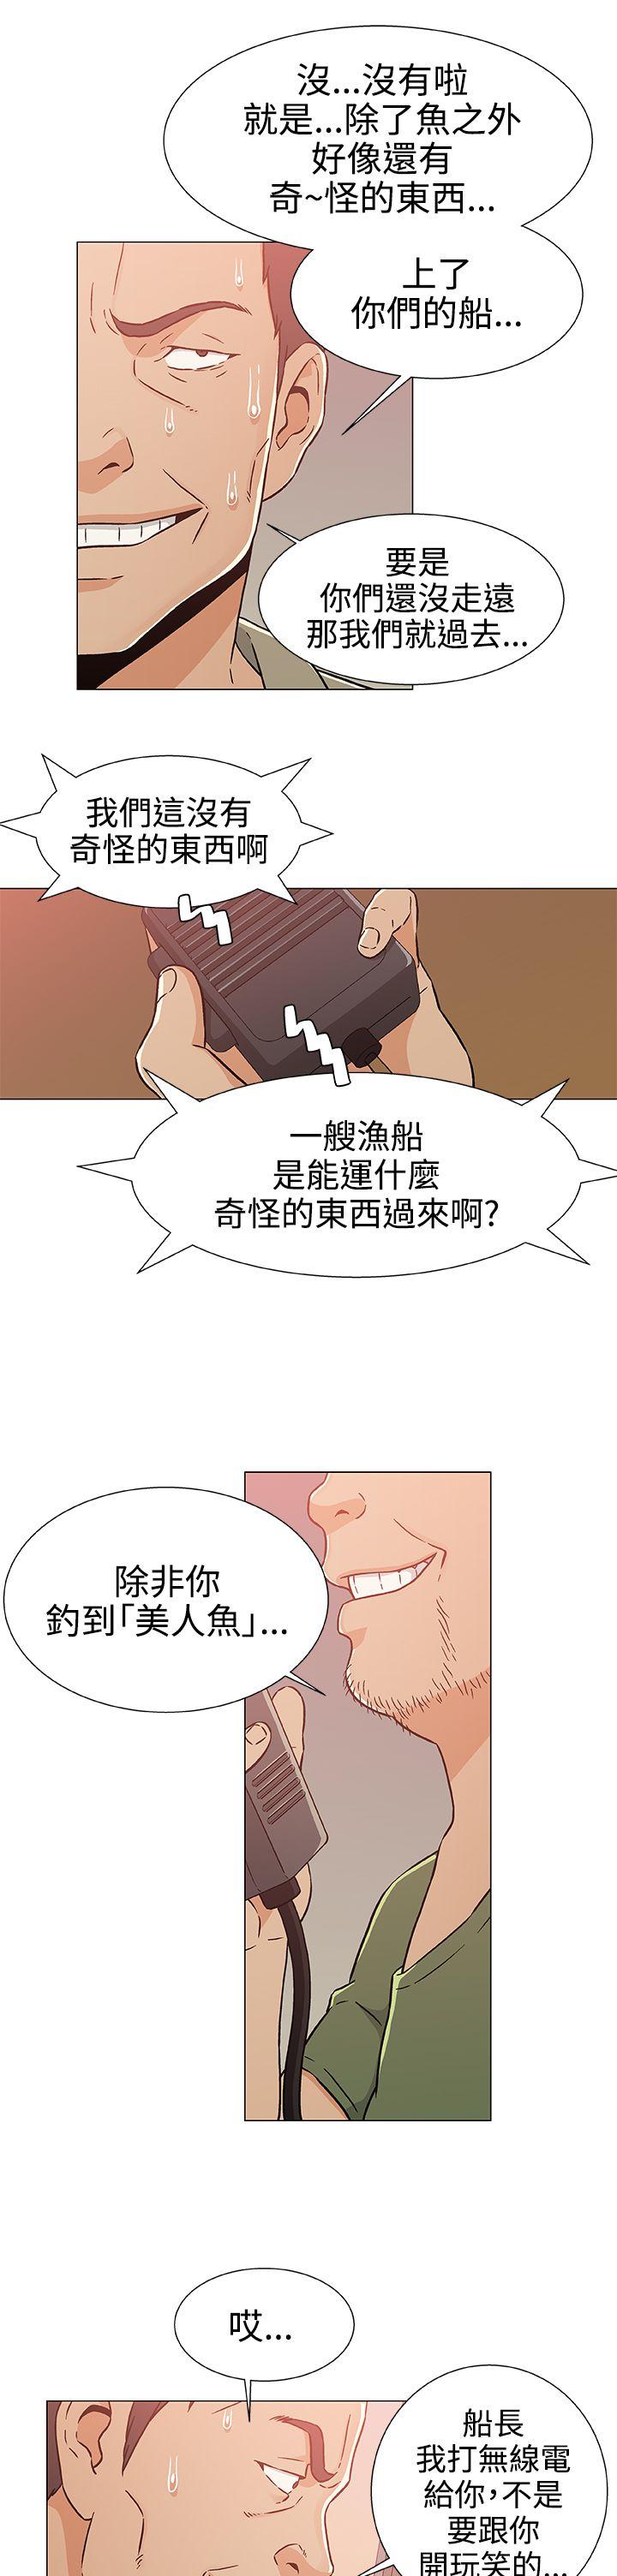 沒...沒有啦
就是...除了魚之外
好像還有
奇~怪的東西...
上了
你們的船...
要是
你們還沒走遠
那我們就過去...
我們這沒有
奇怪的東西啊
一艘漁船
是能運什麼
奇怪的東西過來啊?
除非你
釣到「美人魚」...
哎...
船長
我打無線電
給你,不是
要跟你
開玩笑的...